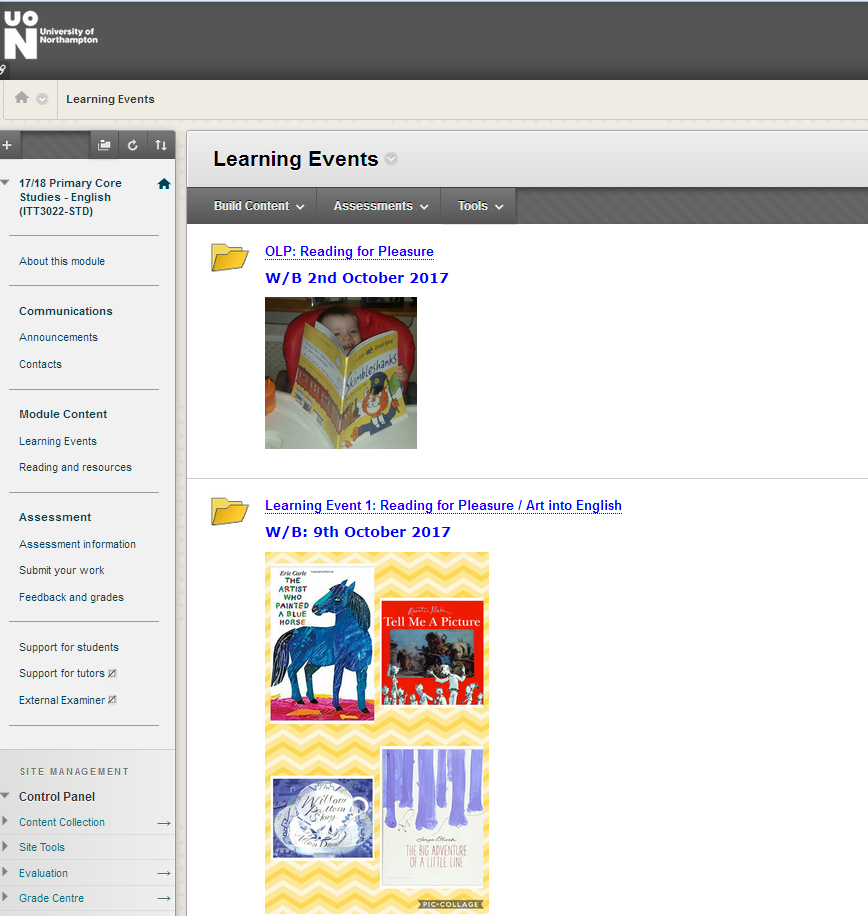 UO
N
University of
Northampton
Learning Events
17/18 Primary Core
Studies - English
(ITT3022-STD)
About this module
Communications
Announcements
Contacts
Module Content
Learning Events
Reading and resources
Assessment
Assessment information
Submit your work
Feedback and grades
Support for students
Support for tutors
External Examiner
SITE MANAGEMENT
Control Panel
Content Collection
Site Tools
Evaluation
Grade Centre
Learning Events
Build Content
Assessments
Tools
OLP: Reading for Pleasure
W/B 2nd October 2017
Skimbleshanks
Learning Event 1: Reading for Pleasure / Art into English
W/B: 9th October 2017
Eric Carle
THE
ARTIST
WHO
PAINTED
A BLUE
HORSE
Quentin Blake
Tell Me A Picture
The Willow
Pattern
Story
Serge Bloch
THE BIG ADVENTURE
OF A LITTLE LINE
PIC•COLLAGE